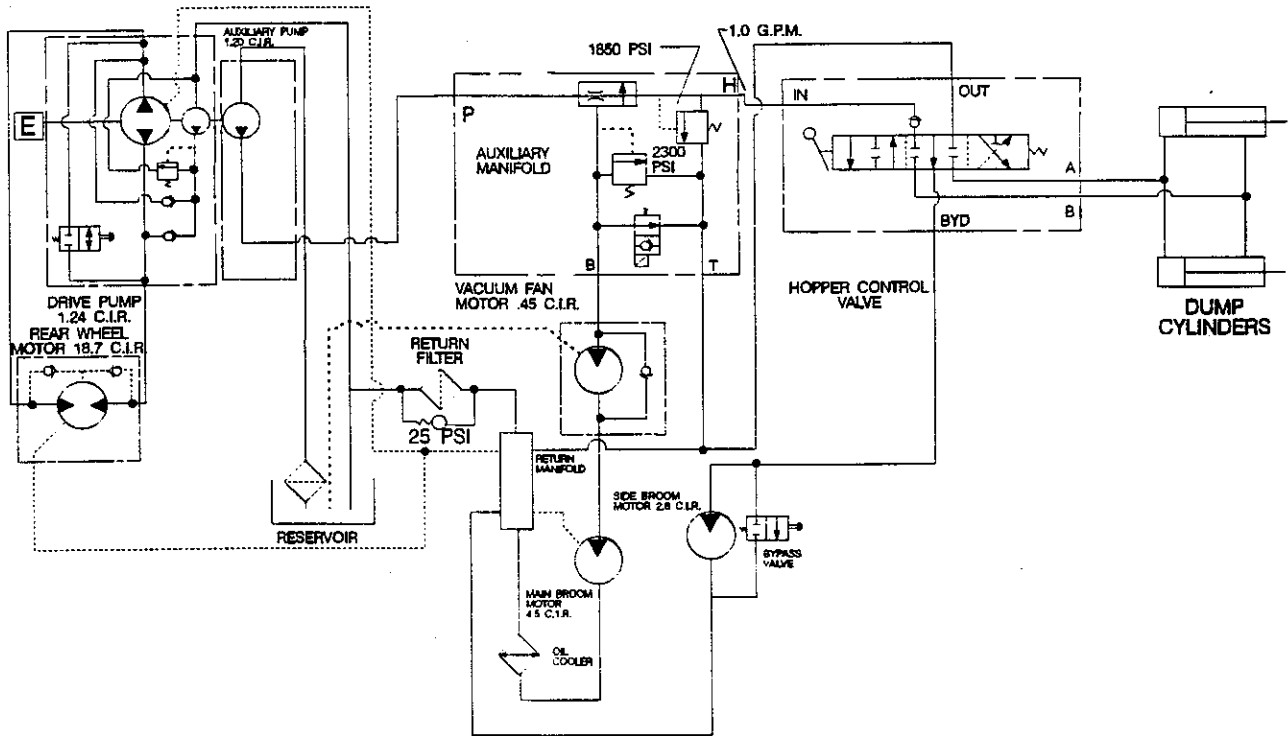 AUXILIARY PUMP
1.20 C.I.R.
E
DRIVE PUMP
1.24 C.I.R.
REAR WHEEL
MOTOR 18.7 C.I.R
1850 PSI
1.0 G.P.M.
H
P
AUXILIARY
MANIFOLD
2300
PSI
B
T
VACUUM FAN
MOTOR .45 C.I.R.
IN
OUT
A
B
BYD
HOPPER CONTROL
VALVE
DUMP
CYLINDERS
RETURN
FILTER
25 PSI
RETURN
MANIFOLD
RESERVOIR
SIDE BROOM
MOTOR 2.8 C.I.R.
BYPASS
VALVE
MAIN BROOM
MOTOR
4.5 C.I.R.
OIL
COOLER